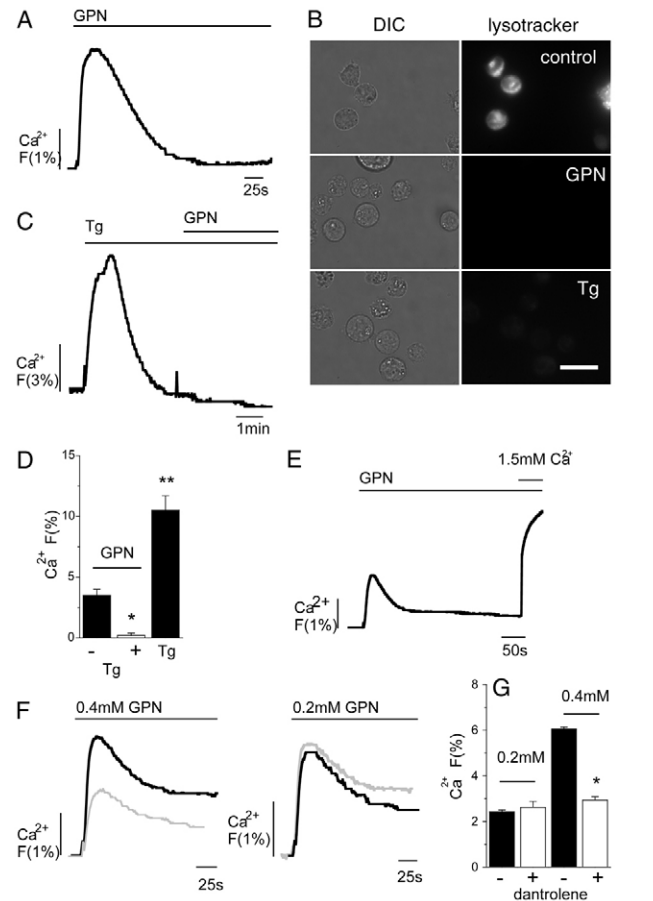 A
GPN
Ca2+
F(1%)
25s
B
DIC lysotracker
control
GPN
Tg
C
Tg
GPN
Ca2+
F(3%)
1min
D
15
10
5
0
Ca2+ F(%)
**
GPN
*
- + Tg
Tg
E
1.5mM Ca2+
GPN
Ca2+
F(1%)
50s
F
0.4mM GPN
Ca2+
F(1%)
25s
0.2mM GPN
Ca2+
F(1%)
25s
G
8
6
4
2
0
Ca2+ F(%)
0.4mM
0.2mM
*
- + - +
dantrolene